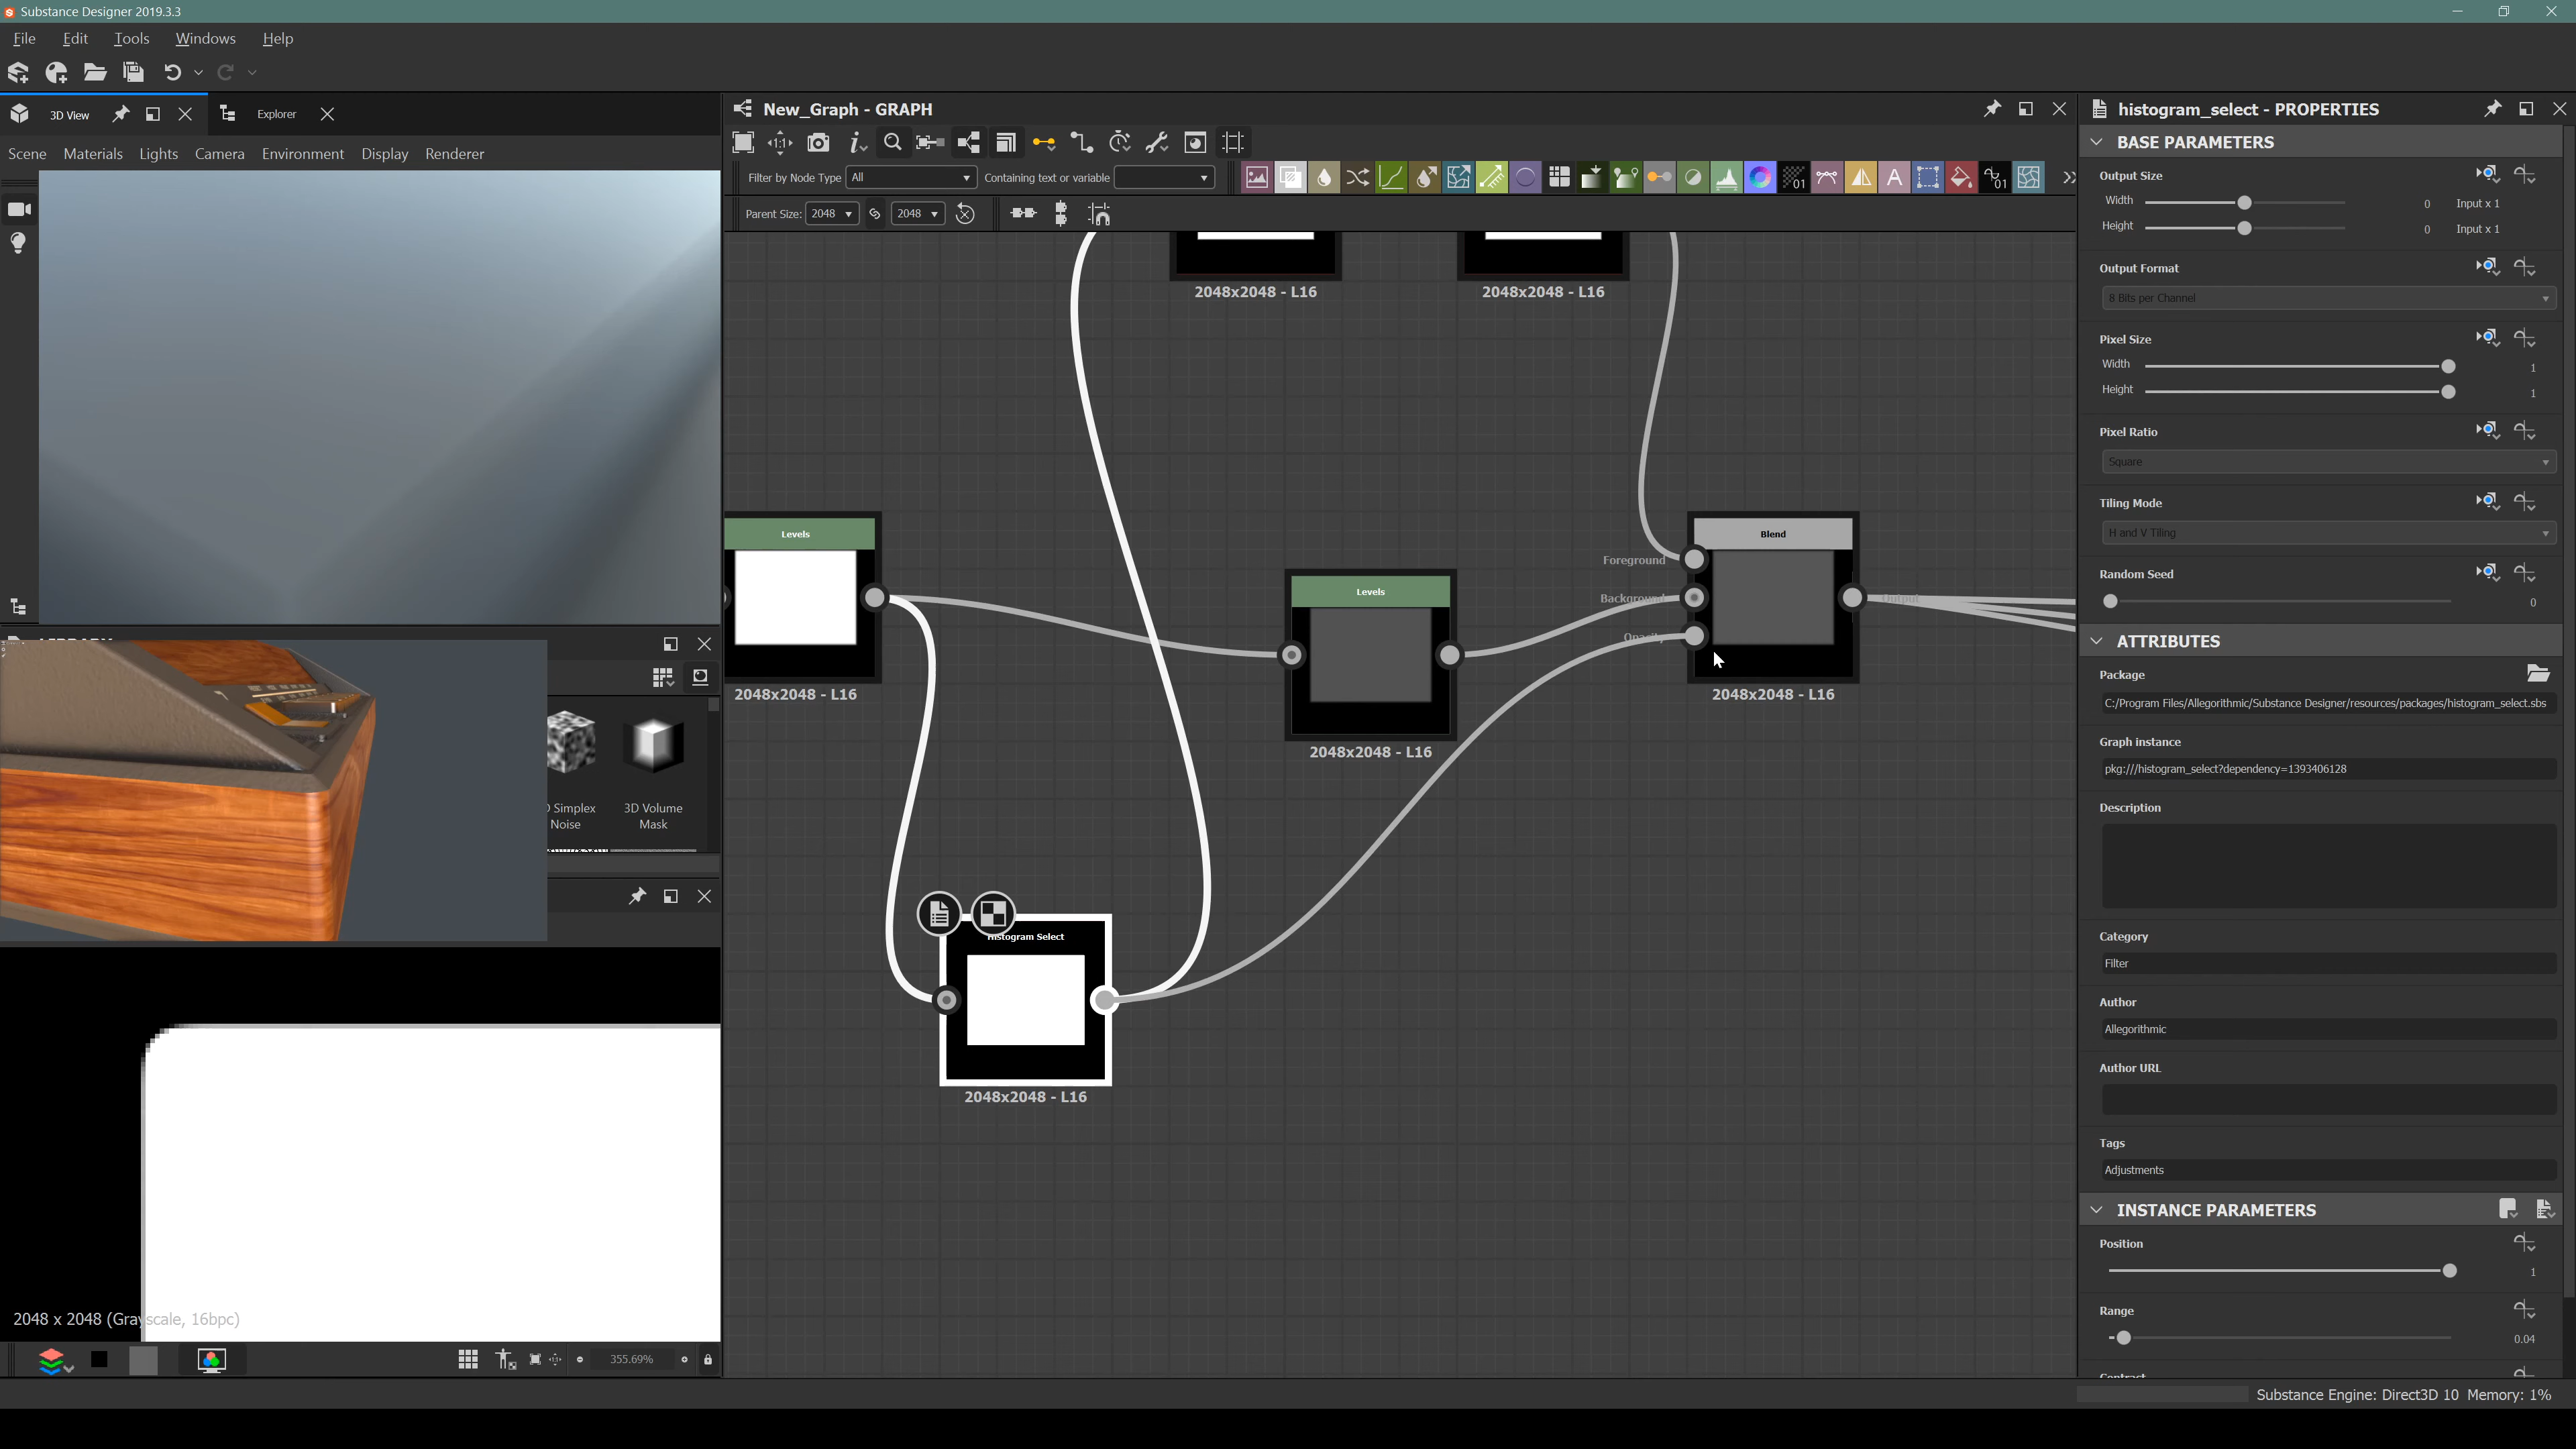 Substance Designer 2019.3.3
File Edit Tools Windows Help
3D View
Explorer
Scene Materials Lights Camera Environment Display Renderer
New_Graph - GRAPH
Filter by Node Type All Containing text or variable
Parent Size: 2048 2048
01
01
2048x2048 - L16
2048x2048 - L16
Levels
2048x2048 - L16
Levels
2048x2048 - L16
Blend
Foreground
Background
Opacity
Output
2048x2048 - L16
Histogram Select
2048x2048 - L16
Simplex
Noise
3D Volume
Mask
2048 x 2048 (Grayscale, 16bpc)
355.69%
histogram_select - PROPERTIES
BASE PARAMETERS
Output Size
Width 0 Input x 1
Height 0 Input x 1
Output Format
8 Bits per Channel
Pixel Size
Width 1
Height 1
Pixel Ratio
Square
Tiling Mode
H and V Tiling
Random Seed
0
ATTRIBUTES
Package
C:/Program Files/Allegorithmic/Substance Designer/resources/packages/histogram_select.sbs
Graph instance
pkg:///histogram_select?dependency=1393406128
Description
Category
Filter
Author
Allegorithmic
Author URL
Tags
Adjustments
INSTANCE PARAMETERS
Position
1
Range
0.04
Contrast
Substance Engine: Direct3D 10 Memory: 1%